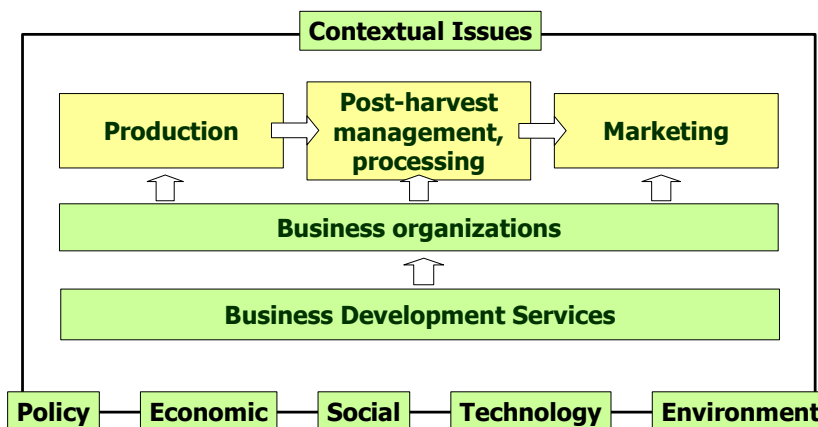 Contextual Issues
Production
Post-harvest
management,
processing
Marketing
Business organizations
Business Development Services
Policy
Economic
Social
Technology
Environment